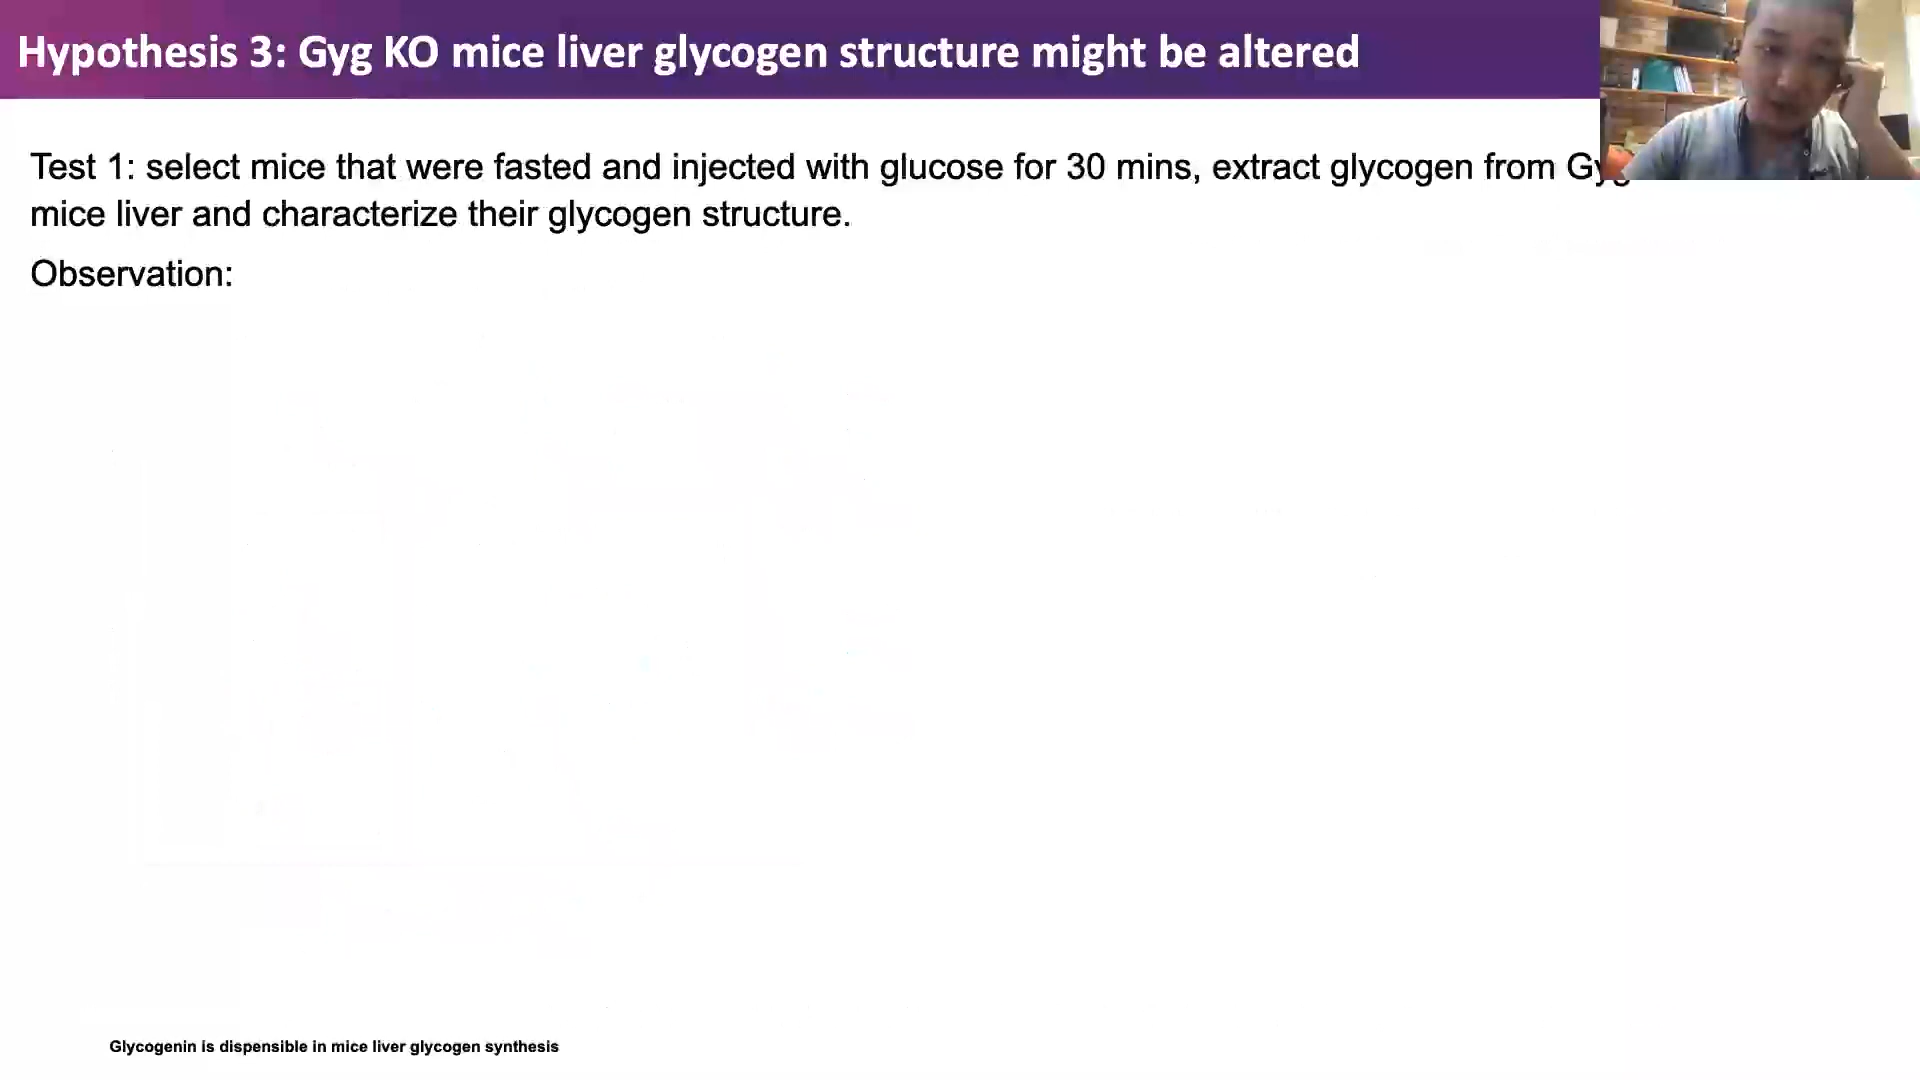 Hypothesis 3: Gyg KO mice liver glycogen structure might be altered
Test 1: select mice that were fasted and injected with glucose for 30 mins, extract glycogen from Gyg
mice liver and characterize their glycogen structure.
Observation:
Glycogenin is dispensible in mice liver glycogen synthesis